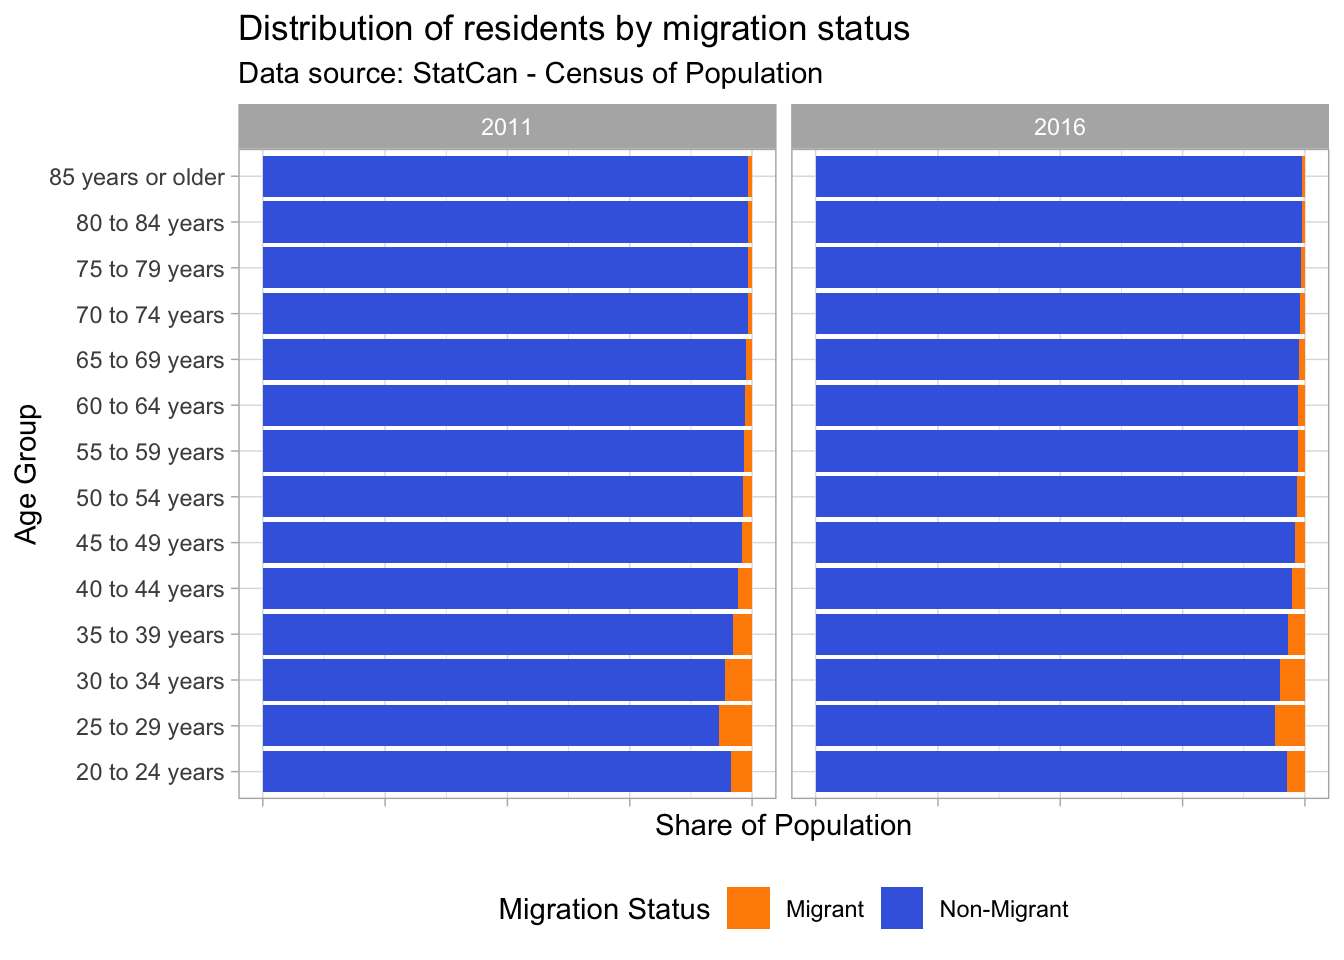 Distribution of residents by migration status
Data source: StatCan - Census of Population
2011
2016
85 years or older
80 to 84 years
75 to 79 years
70 to 74 years
65 to 69 years
60 to 64 years
55 to 59 years
50 to 54 years
45 to 49 years
40 to 44 years
35 to 39 years
30 to 34 years
25 to 29 years
20 to 24 years
Age Group
Share of Population
Migration Status
Migrant
Non-Migrant